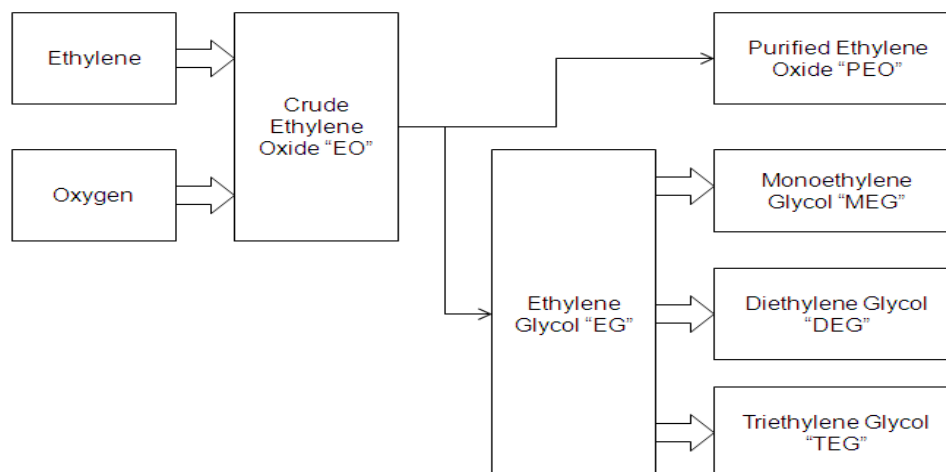 Ethylene
Oxygen
Crude
Ethylene
Oxide “EO”
Purified Ethylene
Oxide “PEO”
Ethylene
Glycol “EG”
Monoethylene
Glycol “MEG”
Diethylene Glycol
“DEG”
Triethylene Glycol
“TEG”